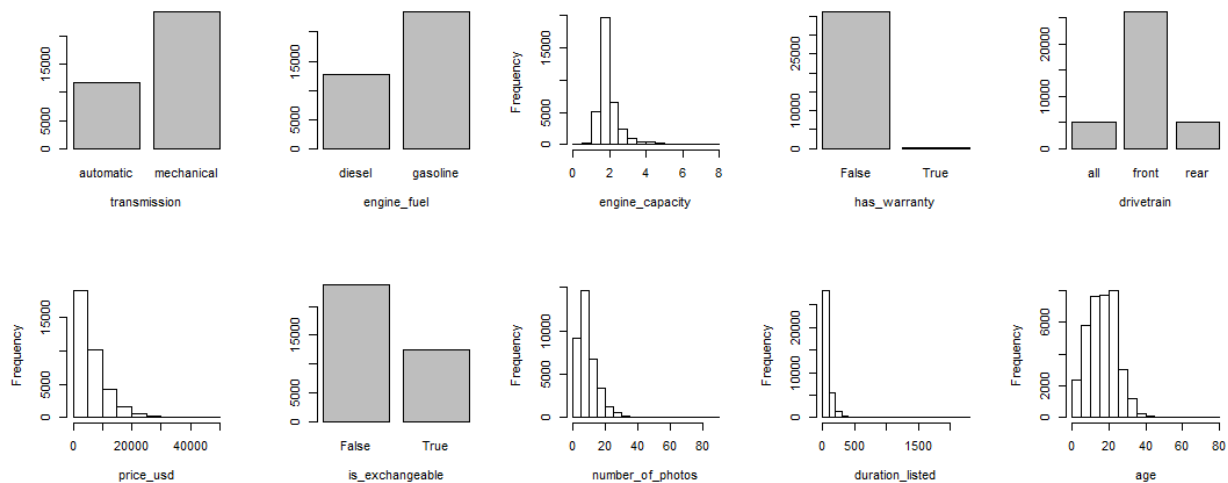 5000 15000
automatic mechanical
transmission
5000 15000
diesel gasoline
engine_fuel
Frequency
0 5000 15000
0 2 4 6 8
engine_capacity
0 10000 25000
False True
has_warranty
0 10000 25000
all front rear
drivetrain
Frequency
0 5000 15000
0 20000 40000
price_usd
0 5000 15000
False True
is_exchangeable
Frequency
0 5000 10000
0 20 40 60 80
number_of_photos
Frequency
0 10000 20000
0 500 1500
duration_listed
Frequency
0 2000 6000
0 20 40 60 80
age